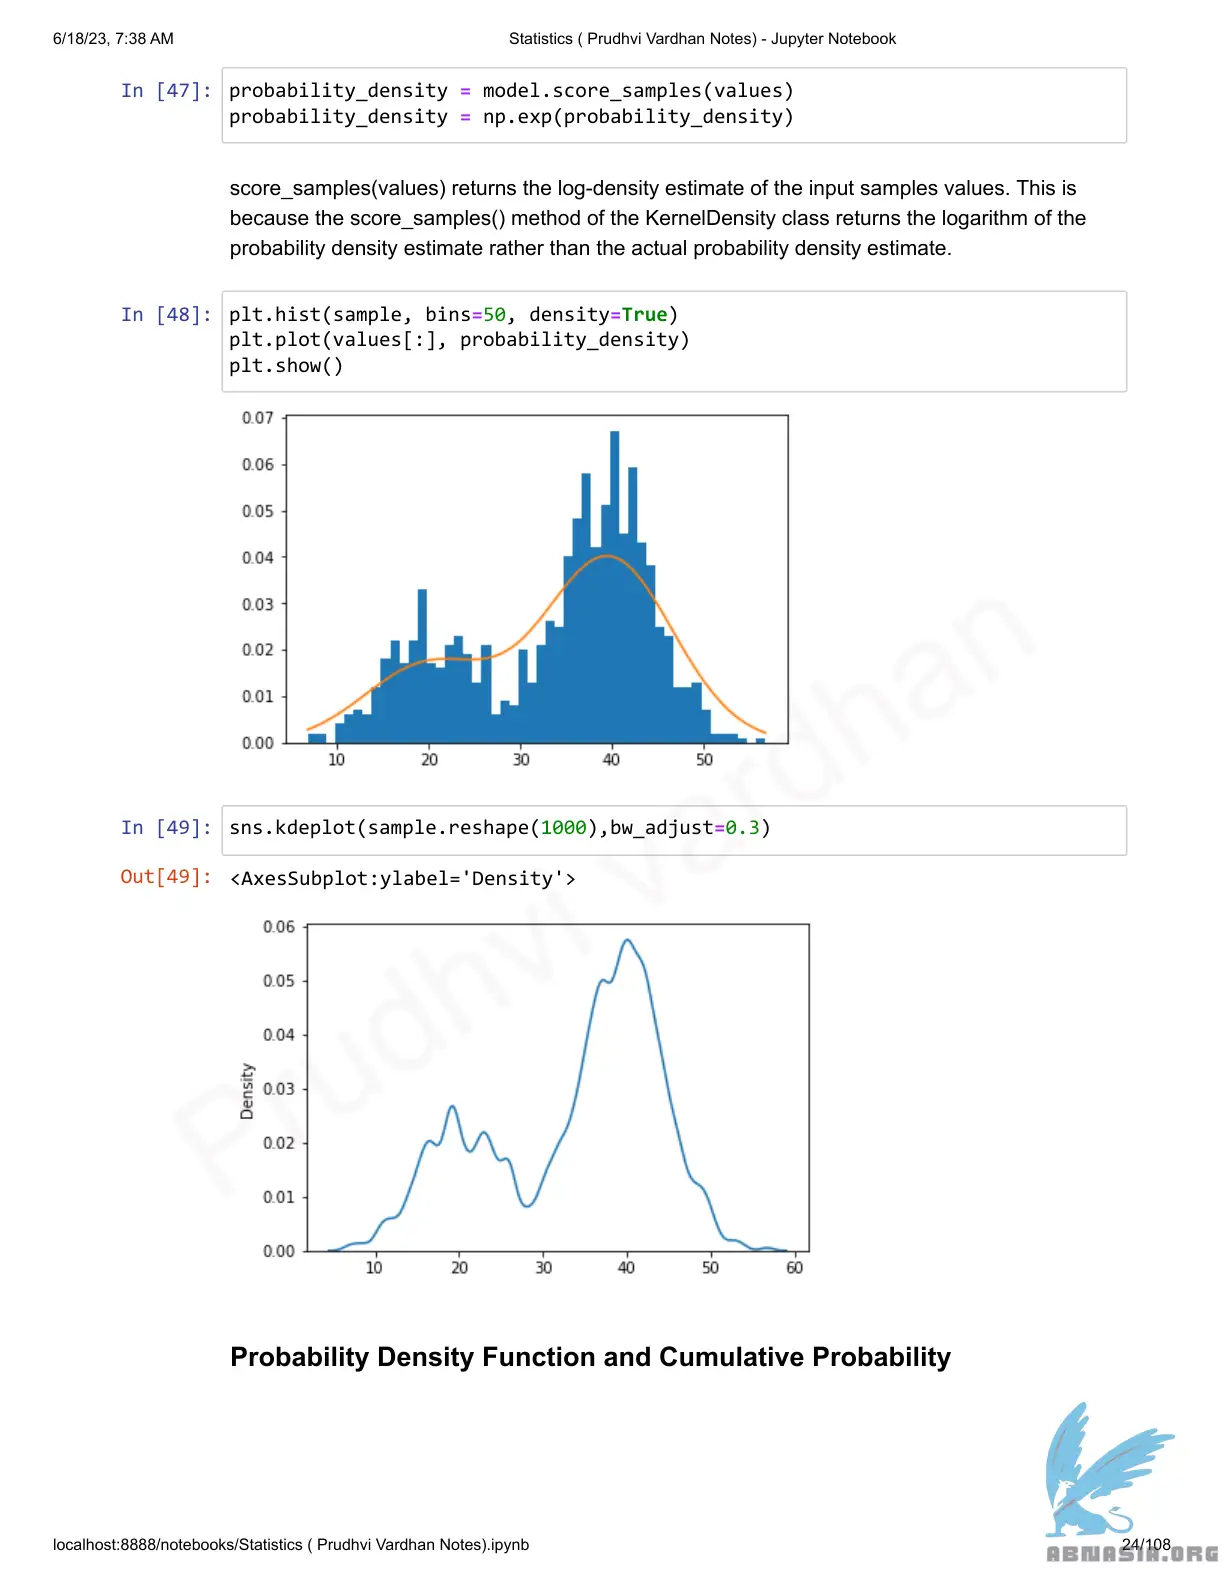 6/18/23, 7:38 AM
Statistics ( Prudhvi Vardhan Notes) - Jupyter Notebook
In [47]:
probability_density = model.score_samples(values)
probability_density = np.exp(probability_density)
score_samples(values) returns the log-density estimate of the input samples values. This is
because the score_samples() method of the KernelDensity class returns the logarithm of the
probability density estimate rather than the actual probability density estimate.
In [48]:
plt.hist(sample, bins=50, density=True)
plt.plot(values[:], probability_density)
plt.show()
0.07
0.06
0.05
0.04
0.03
0.02
0.01
0.00
10 20 30 40 50
In [49]:
sns.kdeplot(sample.reshape(1000),bw_adjust=0.3)
Out[49]:
<AxesSubplot:ylabel='Density'>
0.06
0.05
0.04
0.03
0.02
0.01
0.00
Density
10 20 30 40 50 60
Prudhvi vardhan
Probability Density Function and Cumulative Probability
localhost:8888/notebooks/Statistics ( Prudhvi Vardhan Notes).ipynb
24/108
ABNASIA.ORG